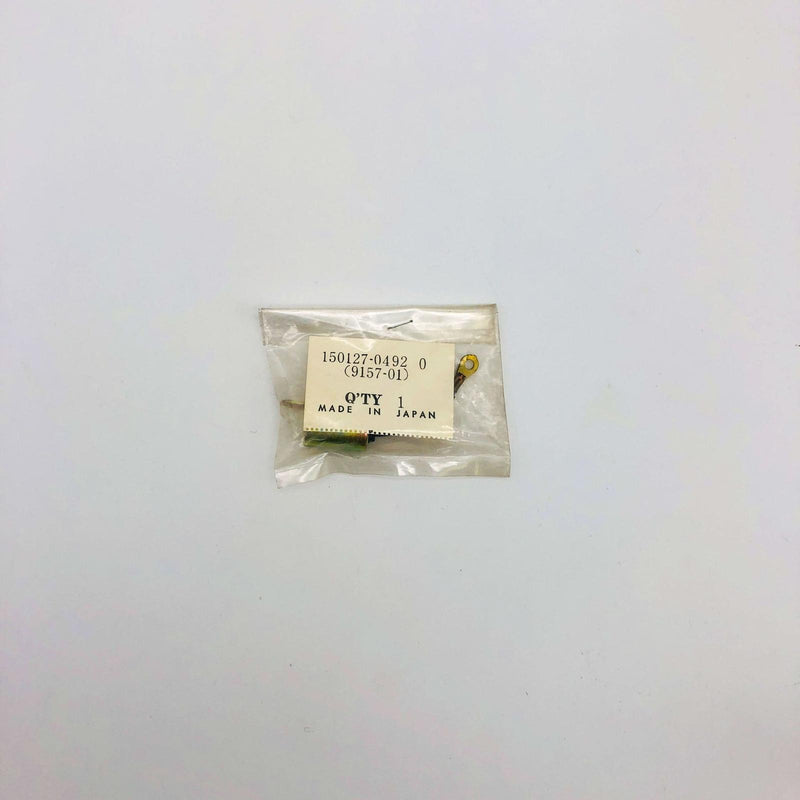 150127-0492 0
(9157-01)
Q'TY 1
MADE IN JAPAN